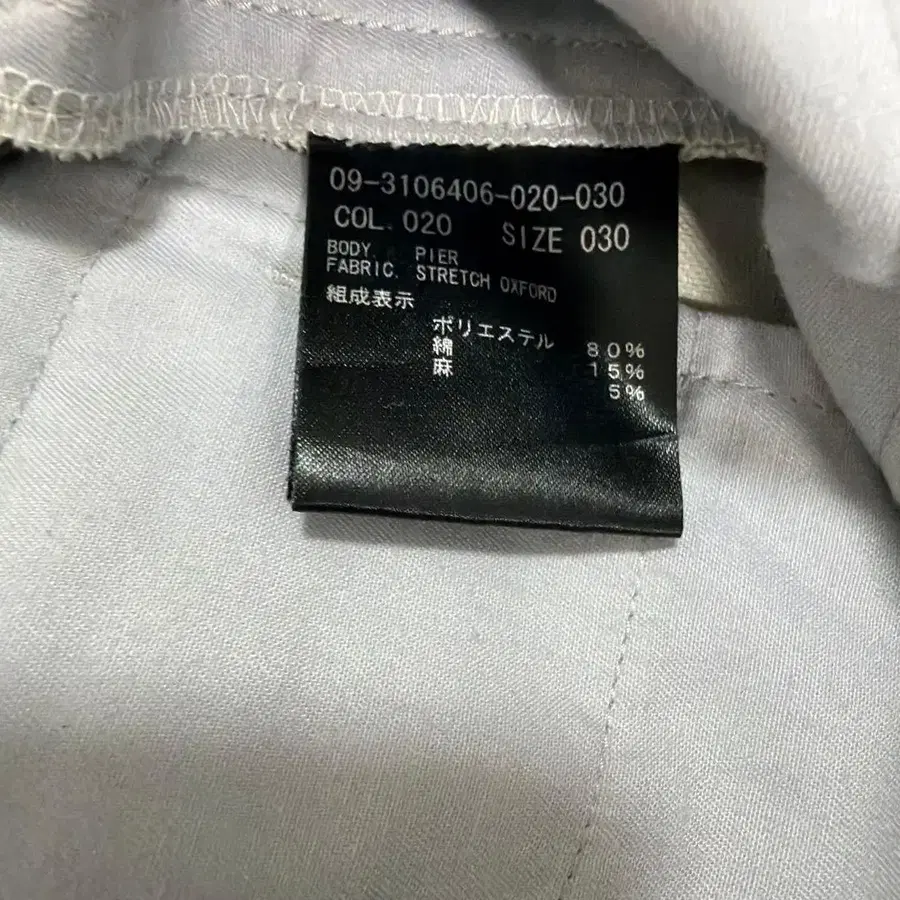 09-3106406-020-030
COL. 020 SIZE 030
BODY. PIER
FABRIC. STRETCH OXFORD
組成表示
ポリエステル 80%
綿 15%
麻 5%